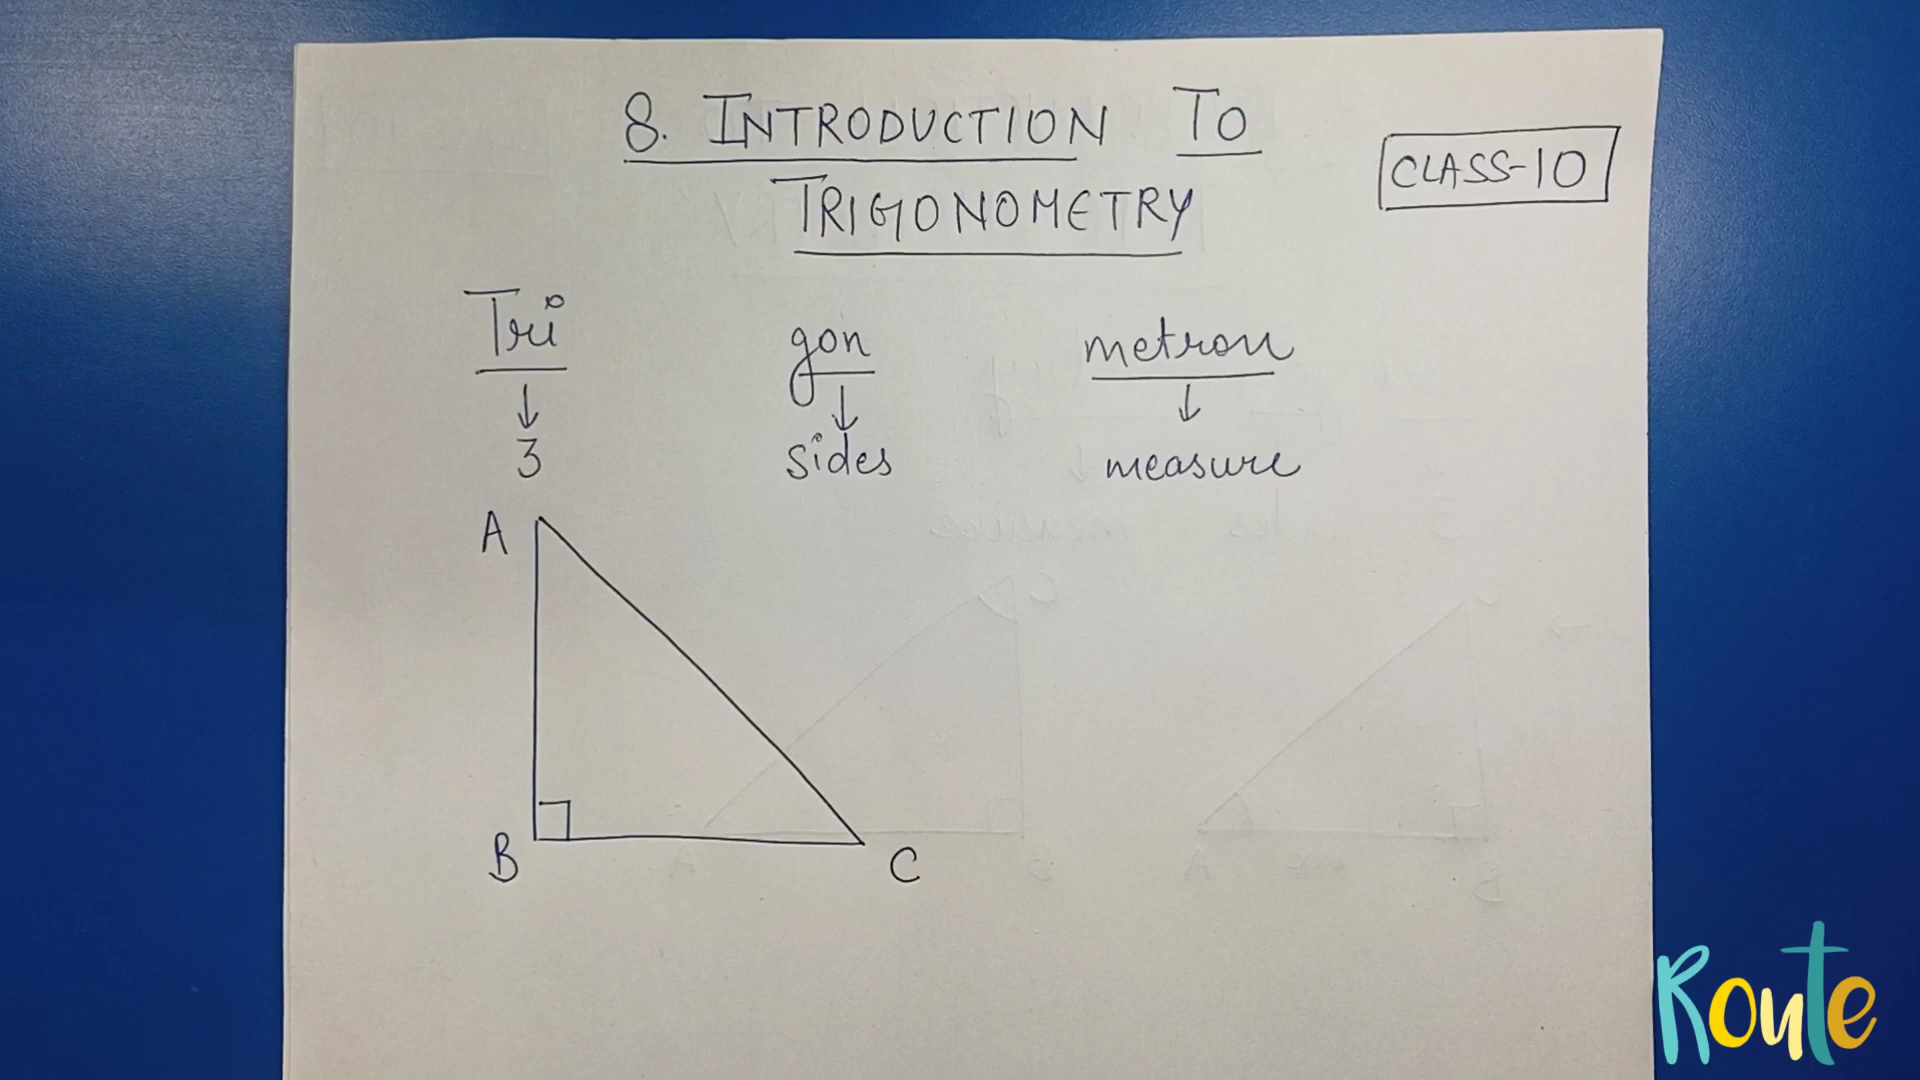 8. INTRODUCTION TO
TRIGONOMETRY
CLASS-10
Tri gon metron
↓ ↓ ↓
3 sides measure
A
B
C
Route